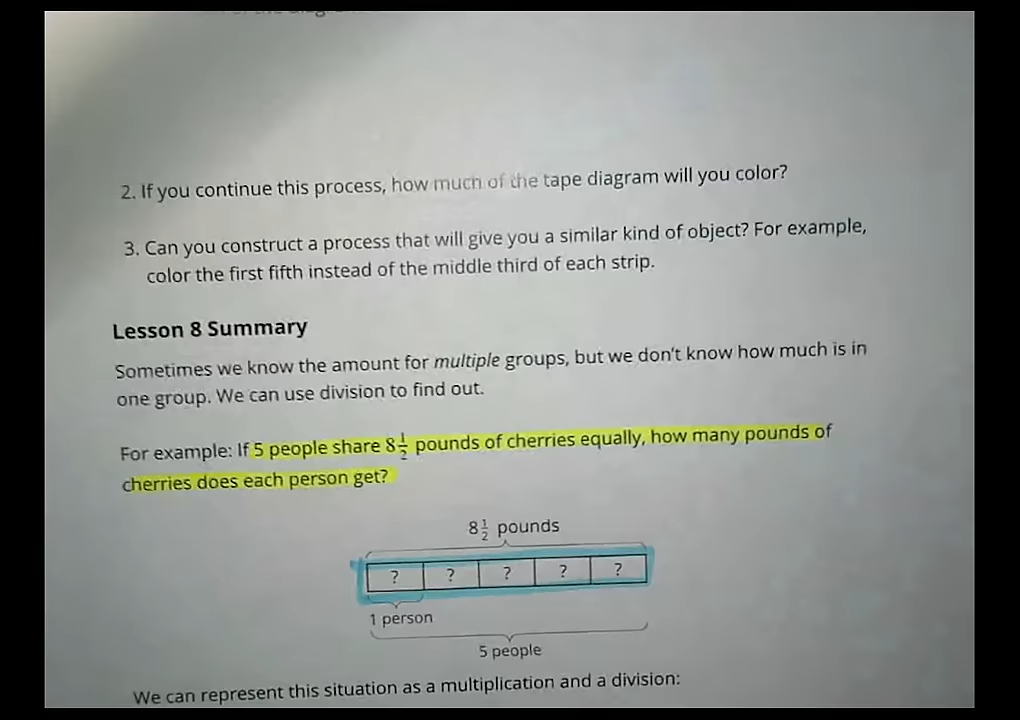 2. If you continue this process, how much of the tape diagram will you color?
3. Can you construct a process that will give you a similar kind of object? For example,
color the first fifth instead of the middle third of each strip.
Lesson 8 Summary
Sometimes we know the amount for multiple groups, but we don't know how much is in
one group. We can use division to find out.
For example: If 5 people share 8 1/2 pounds of cherries equally, how many pounds of
cherries does each person get?
8 1/2 pounds
? ? ? ? ?
1 person
5 people
We can represent this situation as a multiplication and a division: